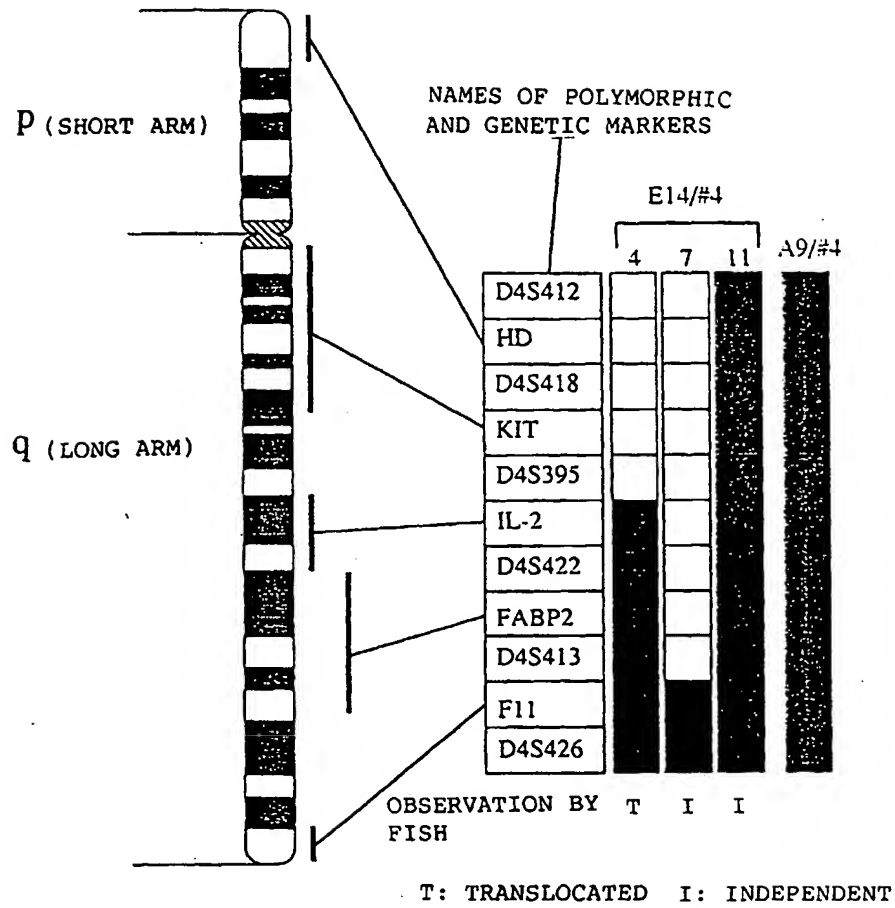 P (SHORT ARM)
q (LONG ARM)
NAMES OF POLYMORPHIC
AND GENETIC MARKERS
E14/#4
4 7 11 A9/#4
D4S412
HD
D4S418
KIT
D4S395
IL-2
D4S422
FABP2
D4S413
F11
D4S426
OBSERVATION BY T I I
FISH
T: TRANSLOCATED I: INDEPENDENT